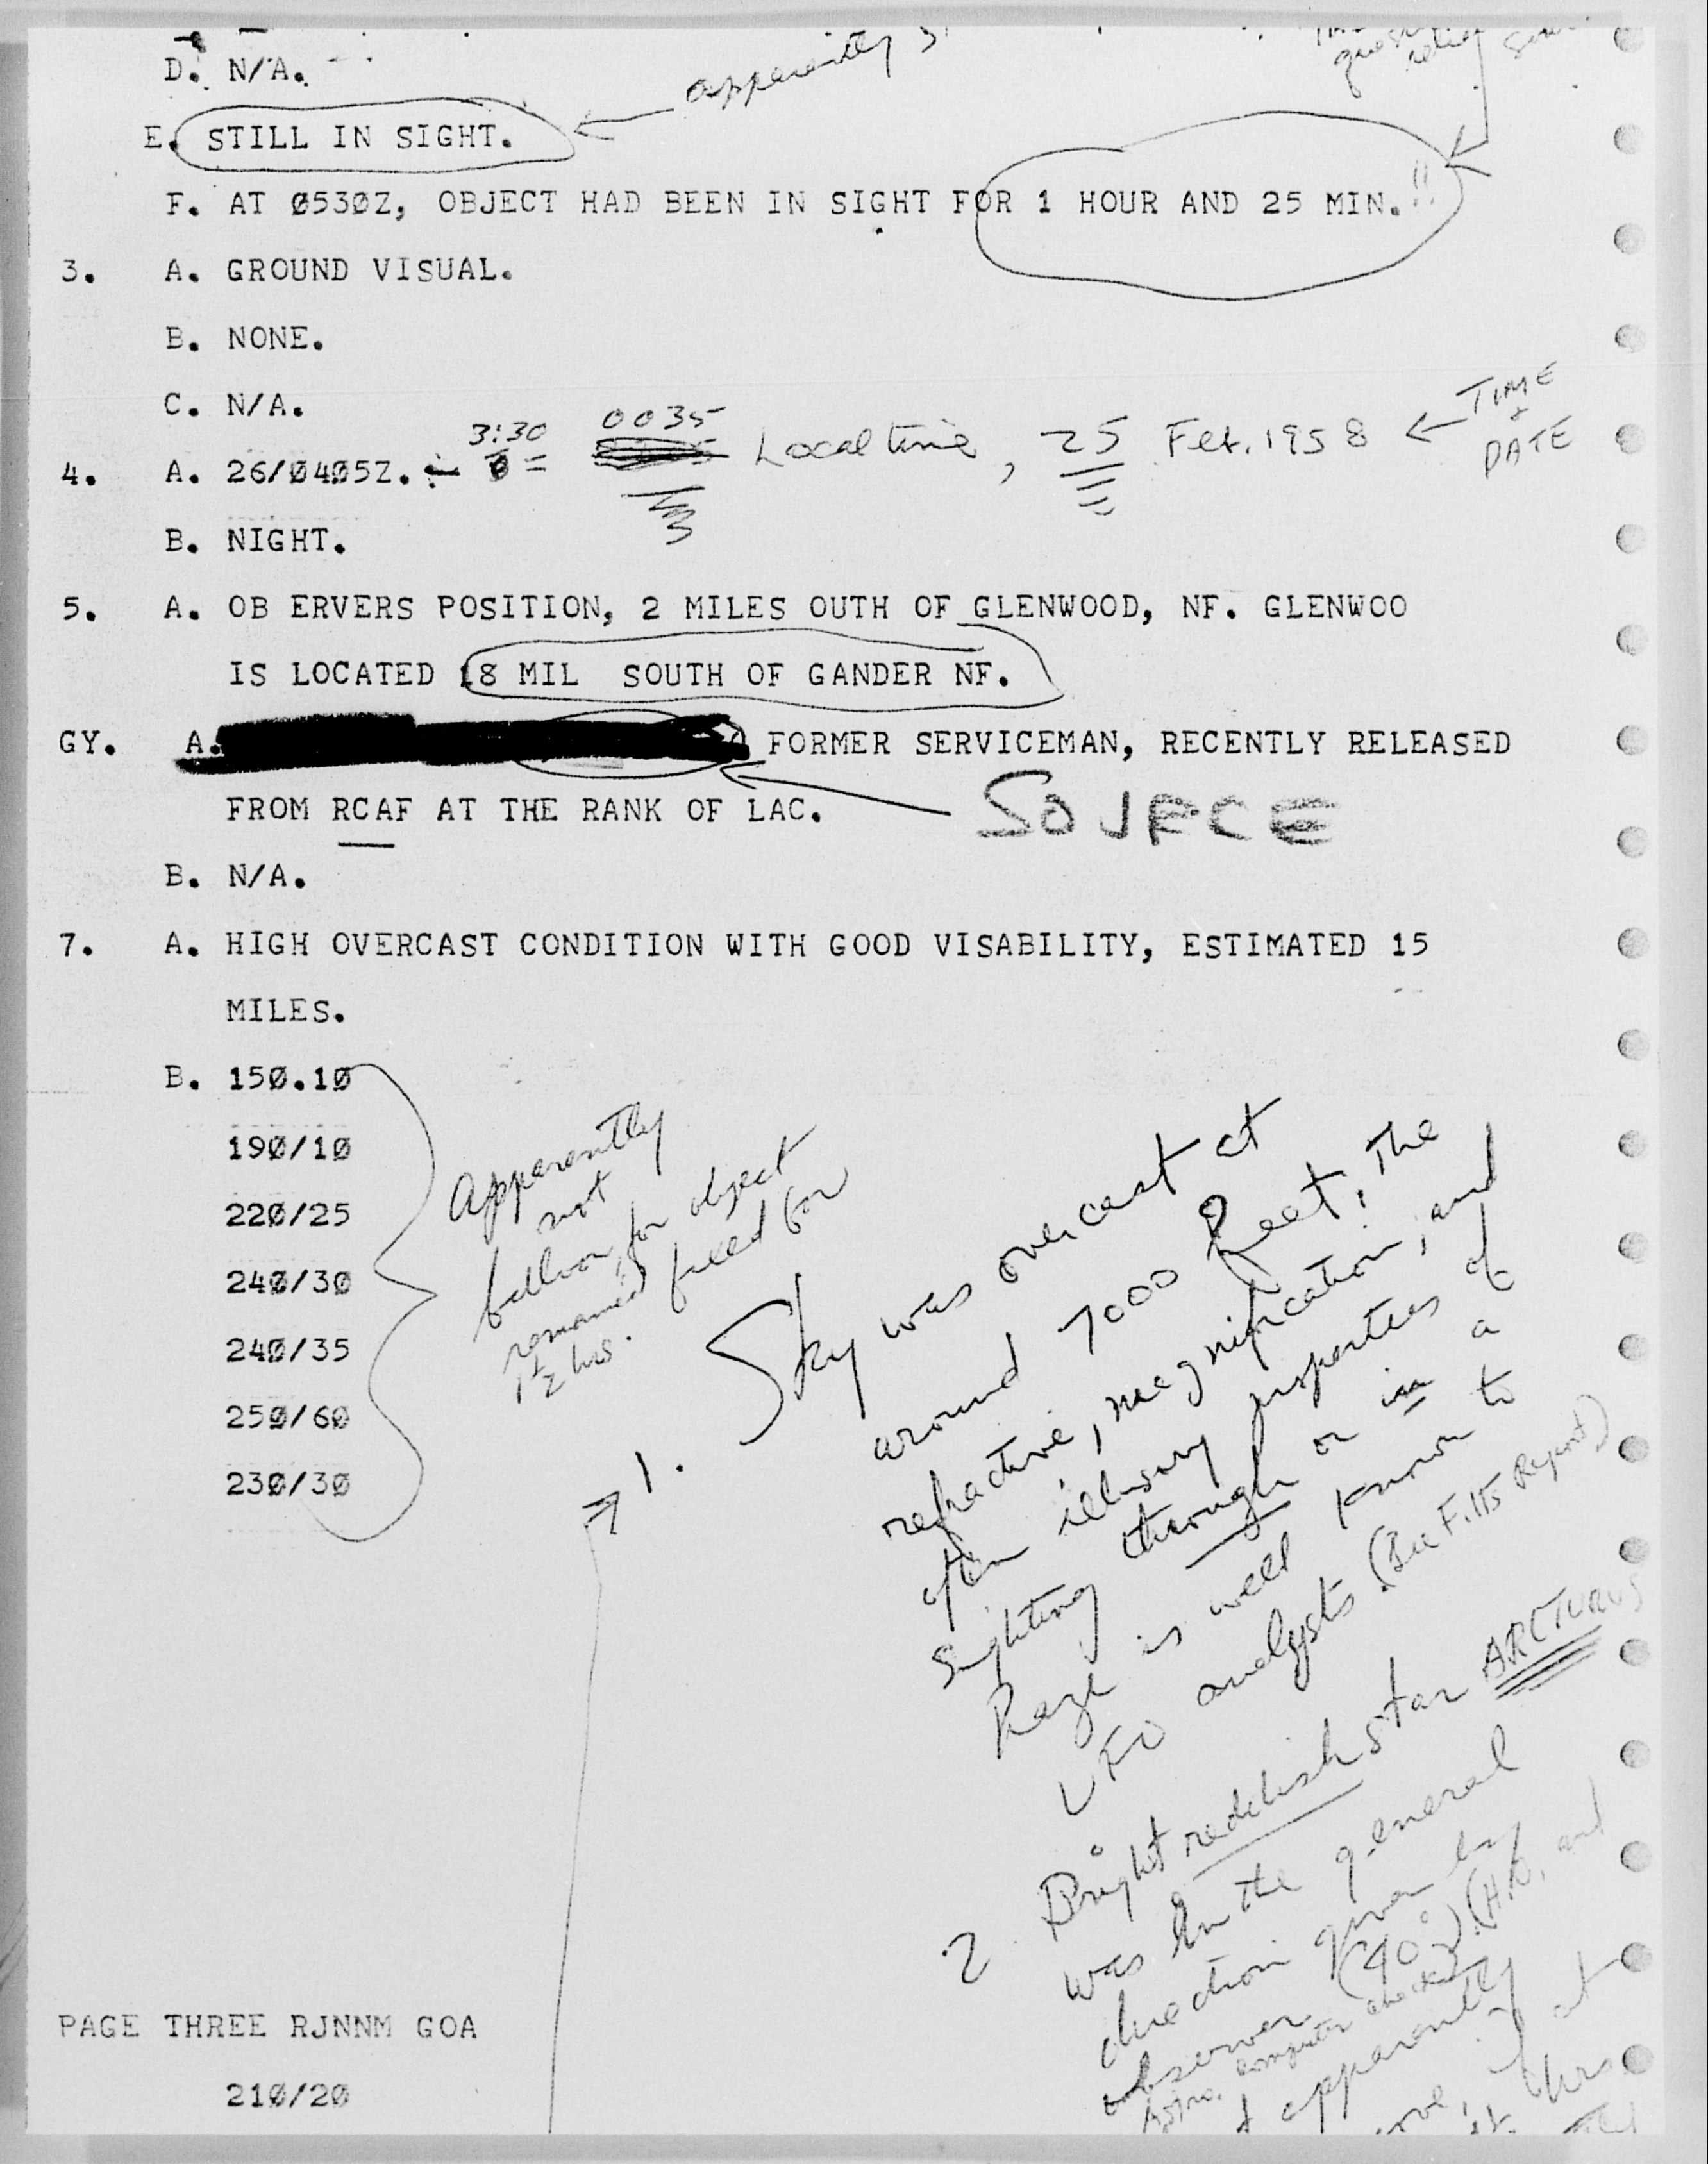 D. N/A.
apparently
E. STILL IN SIGHT.
F. AT Ø53ØZ, OBJECT HAD BEEN IN SIGHT FOR 1 HOUR AND 25 MIN. !!
3. A. GROUND VISUAL.
B. NONE.
C. N/A.
3:30 0035 Local time, 25 Feb. 1958 ← TIME + DATE
4. A. 26/Ø4Ø5Z.
B. NIGHT.
5. A. OB ERVERS POSITION, 2 MILES OUTH OF GLENWOOD, NF. GLENWOO
IS LOCATED 18 MIL SOUTH OF GANDER NF.
GY. A. FORMER SERVICEMAN, RECENTLY RELEASED
FROM RCAF AT THE RANK OF LAC.
SOURCE
B. N/A.
7. A. HIGH OVERCAST CONDITION WITH GOOD VISABILITY, ESTIMATED 15
MILES.
B. 15Ø.1Ø
19Ø/1Ø
22Ø/25
24Ø/3Ø
24Ø/35
25Ø/6Ø
23Ø/3Ø
Apparently
not
balloon, for object
remained fixed for
1½ hrs.
1. Sky was overcast at
around 7000 feet. The
refractive, magnification, and
often illusory properties of
sighting through or in a
haze is well known to
UFO analysts (See Fitts Report)
2. Bright reddish star ARCTURUS
was in the general
direction given by
observer (40°). (H.O. and
Astro. computer checked)
apparently at
hrs.
PAGE THREE RJNNM GOA
21Ø/2Ø